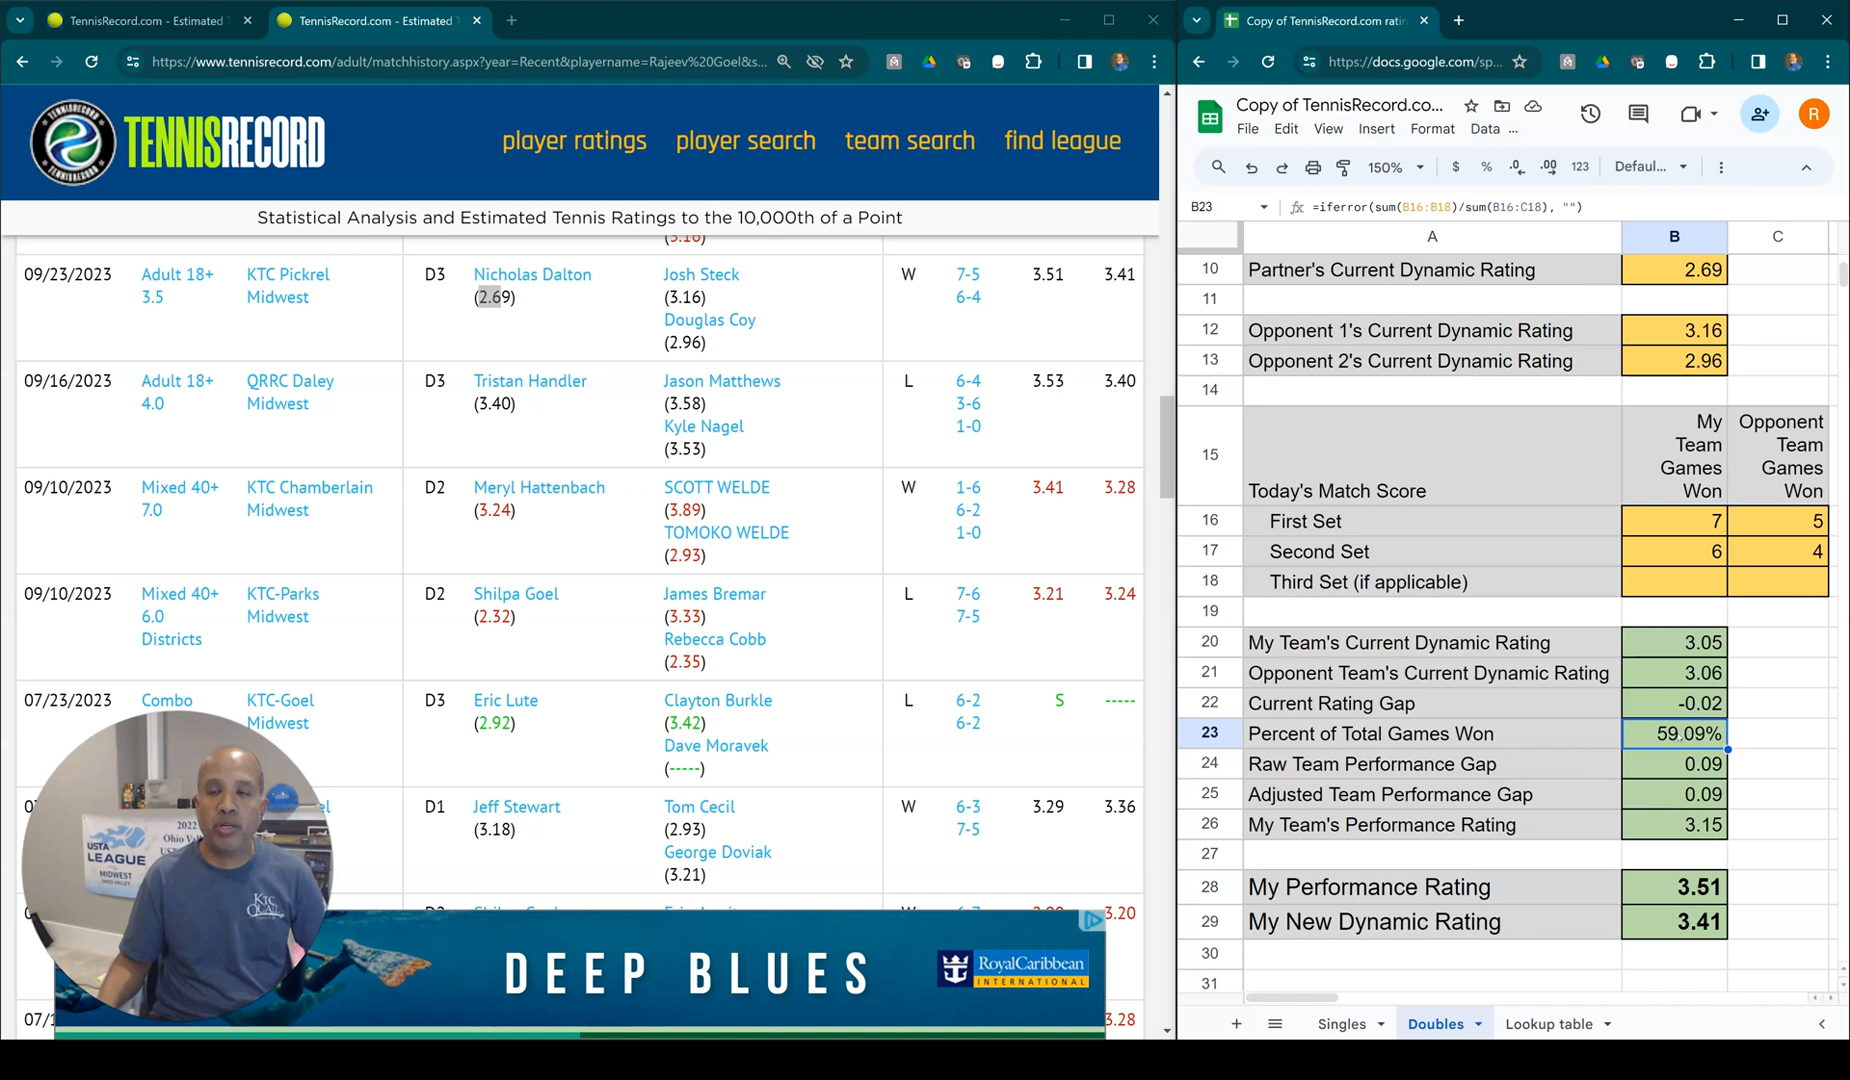 TennisRecord.com - Estimated T
TennisRecord.com - Estimated T
https://www.tennisrecord.com/adult/matchhistory.aspx?year=Recent&playername=Rajeev%20Goel&s...
TENNISRECORD
player ratings
player search
team search
find league
Statistical Analysis and Estimated Tennis Ratings to the 10,000th of a Point
(3.16)
09/23/2023
Adult 18+
3.5
KTC Pickrel
Midwest
D3
Nicholas Dalton
(2.69)
Josh Steck
(3.16)
Douglas Coy
(2.96)
W
7-5
6-4
3.51
3.41
09/16/2023
Adult 18+
4.0
QRRC Daley
Midwest
D3
Tristan Handler
(3.40)
Jason Matthews
(3.58)
Kyle Nagel
(3.53)
L
6-4
3-6
1-0
3.53
3.40
09/10/2023
Mixed 40+
7.0
KTC Chamberlain
Midwest
D2
Meryl Hattenbach
(3.24)
SCOTT WELDE
(3.89)
TOMOKO WELDE
(2.93)
W
1-6
6-2
1-0
3.41
3.28
09/10/2023
Mixed 40+
6.0
Districts
KTC-Parks
Midwest
D2
Shilpa Goel
(2.32)
James Bremar
(3.33)
Rebecca Cobb
(2.35)
L
7-6
7-5
3.21
3.24
07/23/2023
Combo
KTC-Goel
Midwest
D3
Eric Lute
(2.92)
Clayton Burkle
(3.42)
Dave Moravek
(-----)
L
6-2
6-2
S
-----
D1
Jeff Stewart
(3.18)
Tom Cecil
(2.93)
George Doviak
(3.21)
W
6-3
7-5
3.29
3.36
3.20
07/1
3.28
2022
Ohio Val
USTA
LEAGUE
MIDWEST
OHIO VALLEY
KTC
QUAIL
DEEP BLUES
RoyalCaribbean
INTERNATIONAL
Copy of TennisRecord.com ratin
https://docs.google.com/sp...
Copy of TennisRecord.co...
File Edit View Insert Format Data ...
R
150%
$ % .0 .00 123 Defaul...
B23
fx =iferror(sum(B16:B18)/sum(B16:C18), "")
A B C
10 Partner's Current Dynamic Rating 2.69
11
12 Opponent 1's Current Dynamic Rating 3.16
13 Opponent 2's Current Dynamic Rating 2.96
14
15 Today's Match Score
My
Team
Games
Won
Opponent
Team
Games
Won
16 First Set 7 5
17 Second Set 6 4
18 Third Set (if applicable)
19
20 My Team's Current Dynamic Rating 3.05
21 Opponent Team's Current Dynamic Rating 3.06
22 Current Rating Gap -0.02
23 Percent of Total Games Won 59.09%
24 Raw Team Performance Gap 0.09
25 Adjusted Team Performance Gap 0.09
26 My Team's Performance Rating 3.15
27
28 My Performance Rating 3.51
29 My New Dynamic Rating 3.41
30
31
Singles
Doubles
Lookup table